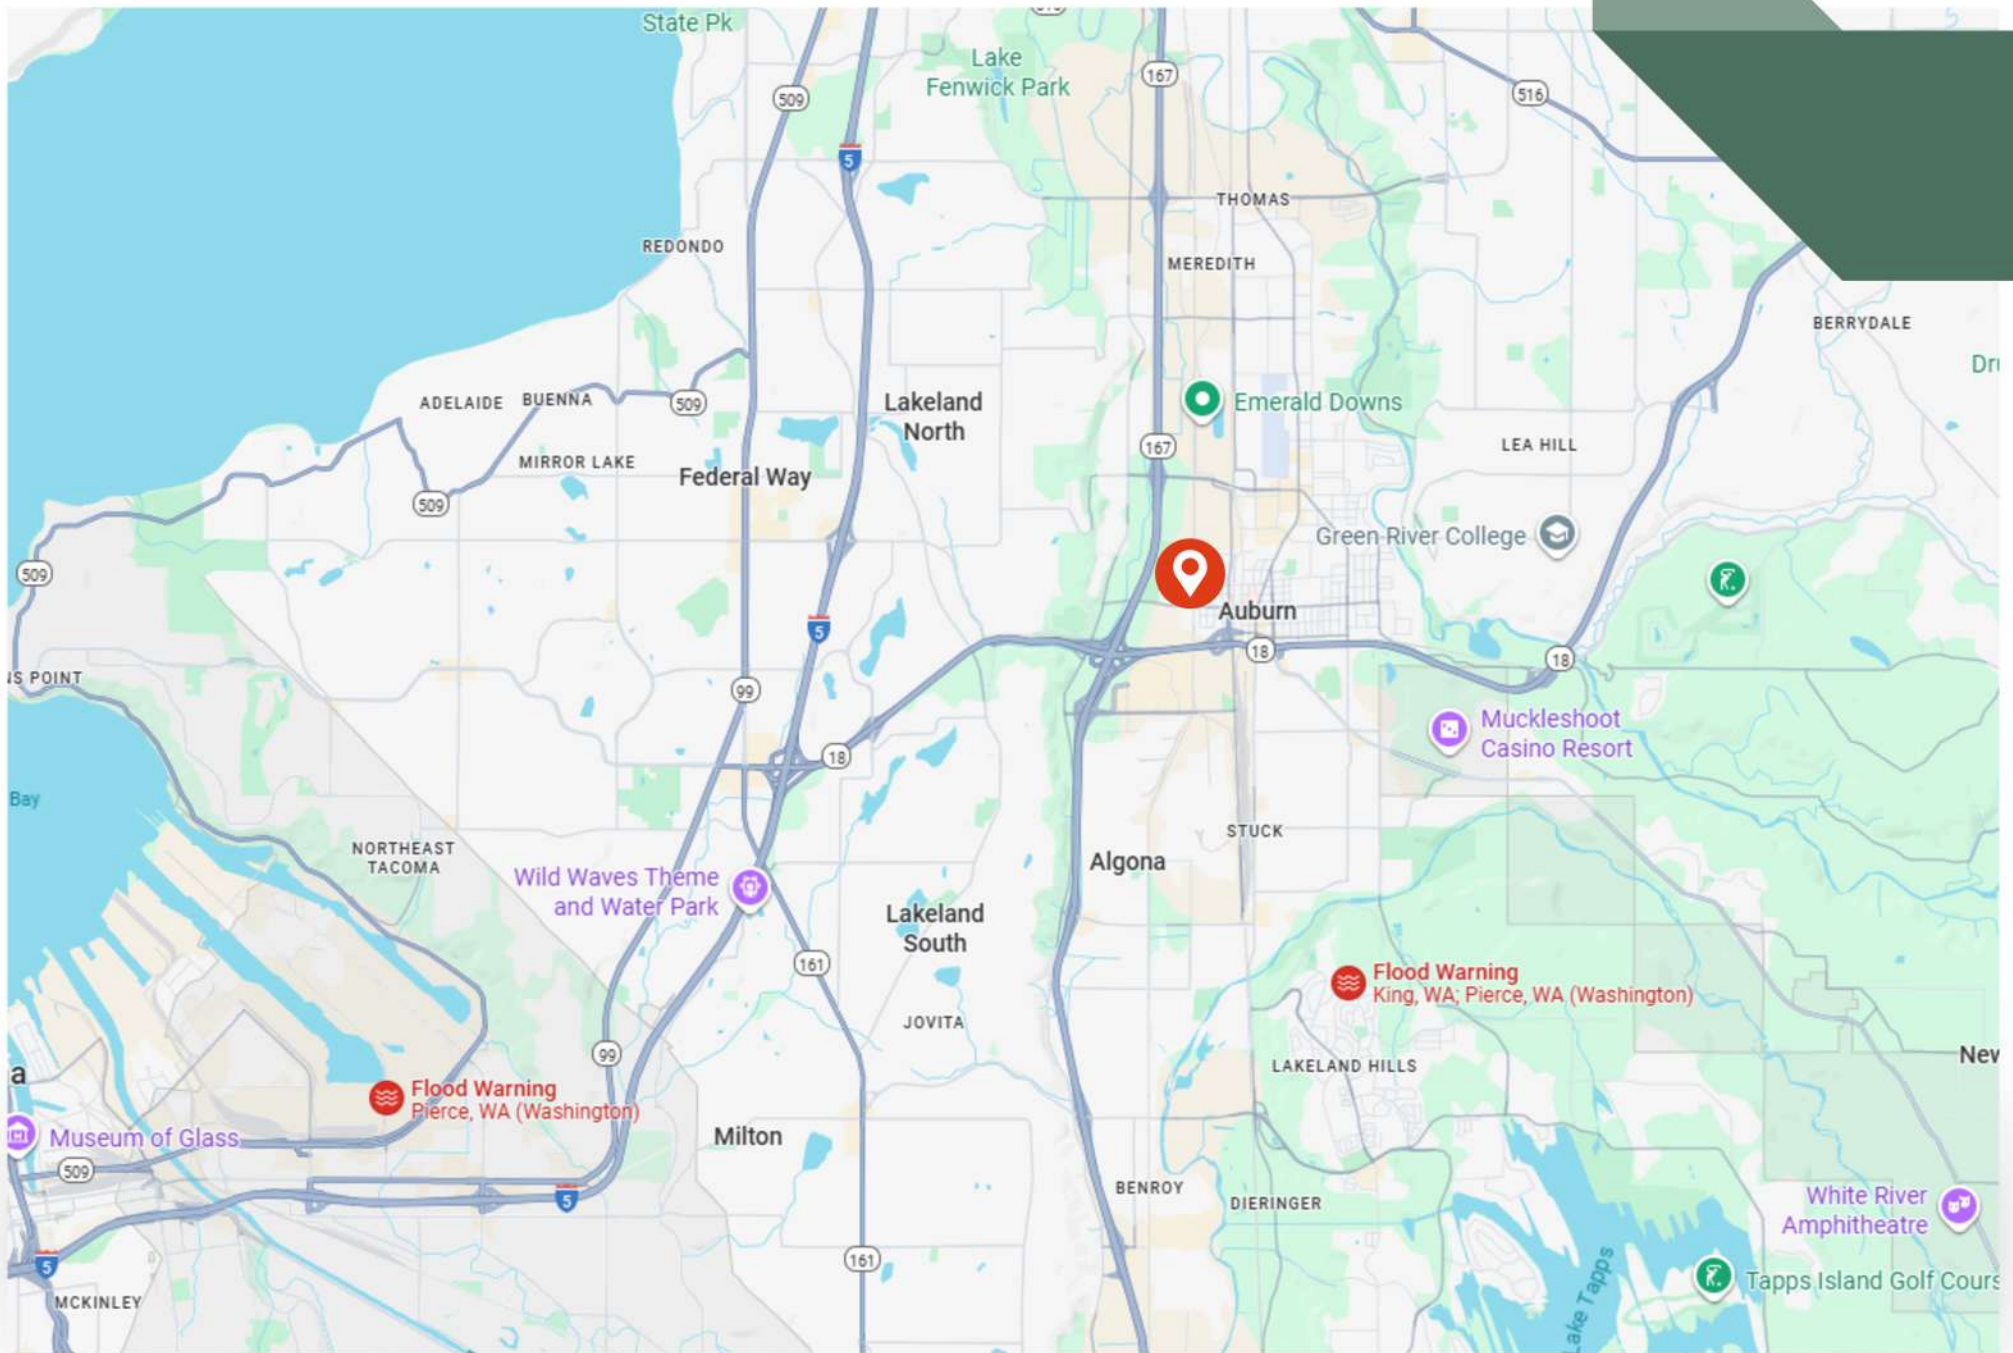 State Pk
Lake
Fenwick Park
167
516
509
5
THOMAS
REDONDO
MEREDITH
BERRYDALE
ADELAIDE
BUENNA
509
Lakeland
North
Emerald Downs
167
LEA HILL
MIRROR LAKE
Federal Way
509
Green River College
509
Auburn
5
18
18
NS POINT
99
Muckleshoot
Casino Resort
18
Bay
STUCK
NORTHEAST
TACOMA
Algona
Wild Waves Theme
and Water Park
Lakeland
South
161
Flood Warning
King, WA; Pierce, WA (Washington)
JOVITA
99
New
LAKELAND HILLS
a
Flood Warning
Pierce, WA (Washington)
Museum of Glass
Milton
509
BENROY
5
DIERINGER
White River
Amphitheatre
161
5
Tapps Island Golf Cours
MCKINLEY
Lake Tapps